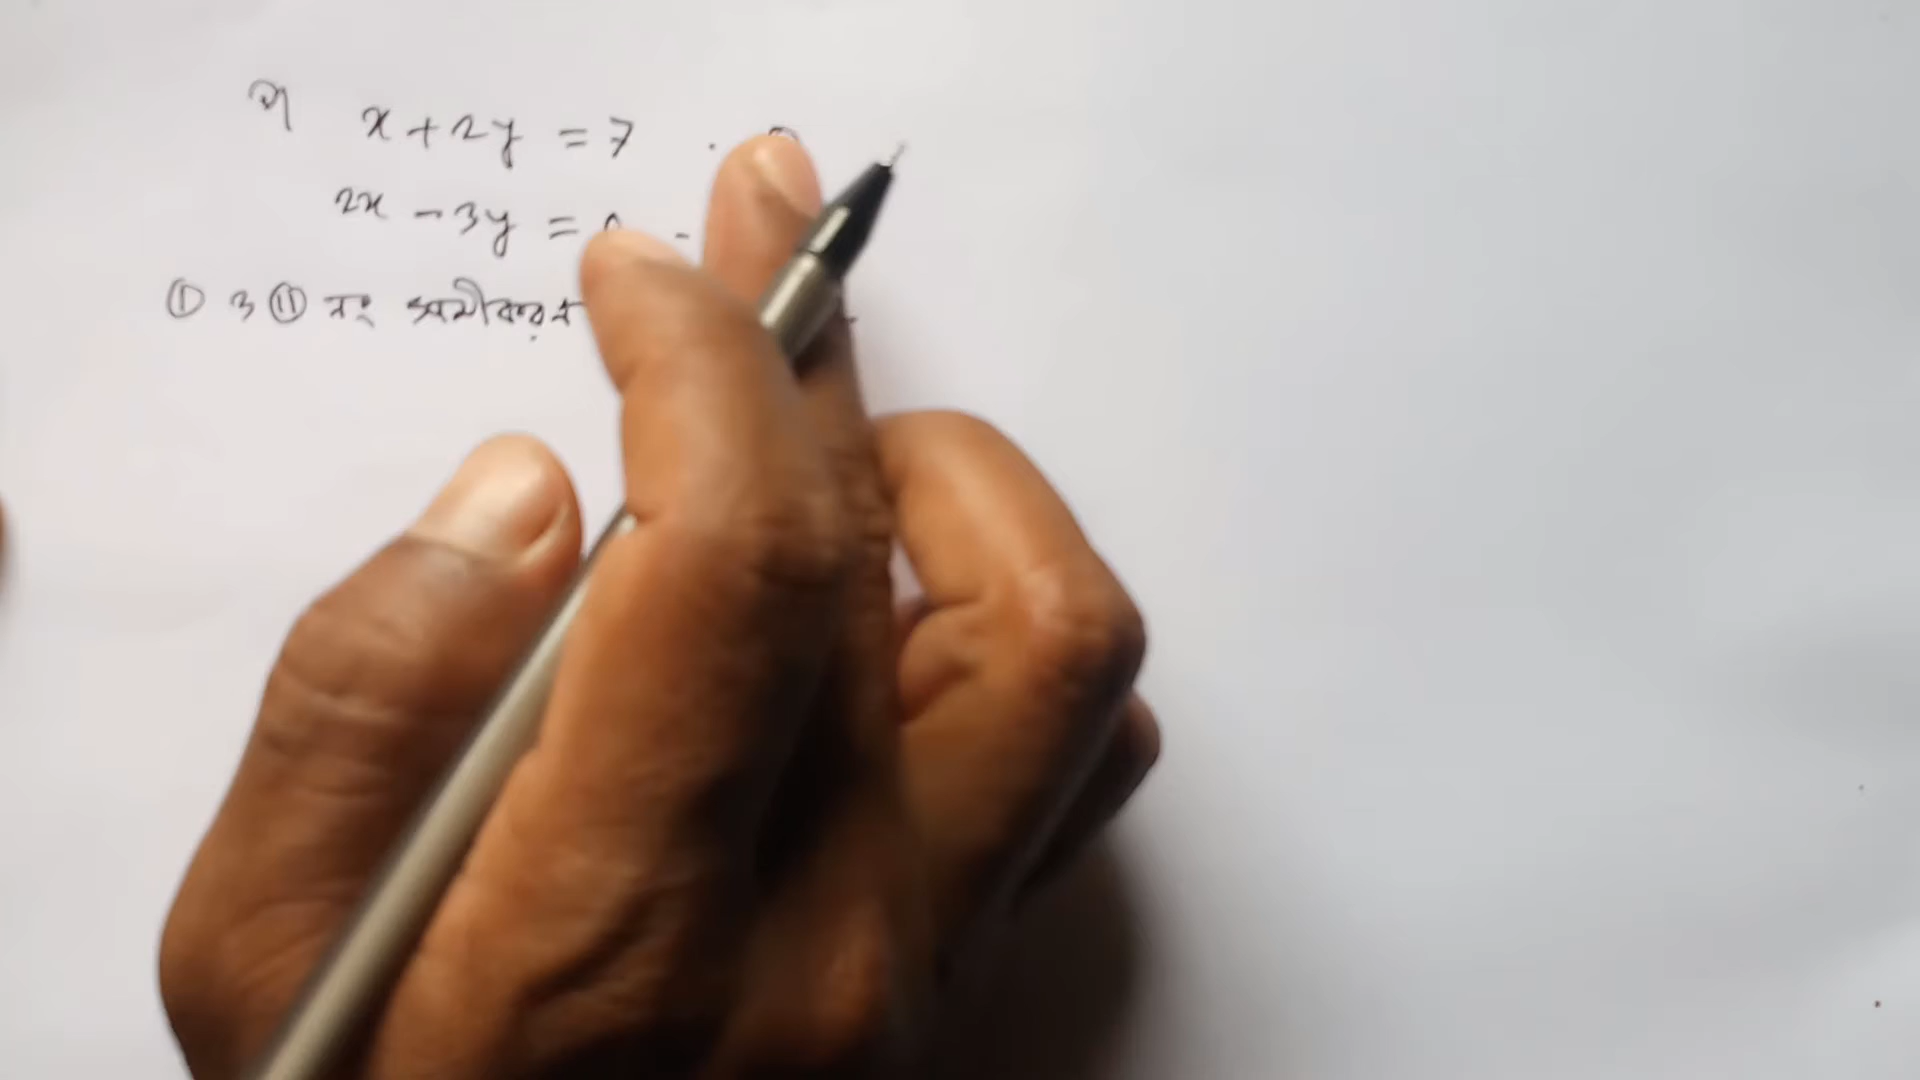 গ) x + 2y = 7
2x - 3y =
① ও ⑪ নং সমীকরণ